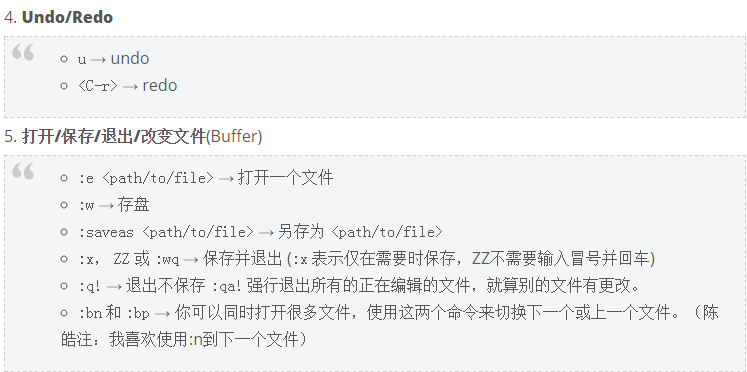 4. Undo/Redo
u → undo
<C-r> → redo
5. 打开/保存/退出/改变文件(Buffer)
:e <path/to/file> → 打开一个文件
:w → 存盘
:saveas <path/to/file> → 另存为 <path/to/file>
:x， ZZ 或 :wq → 保存并退出 (:x 表示仅在需要时保存，ZZ不需要输入冒号并回车)
:q! → 退出不保存 :qa! 强行退出所有的正在编辑的文件，就算别的文件有更改。
:bn 和 :bp → 你可以同时打开很多文件，使用这两个命令来切换下一个或上一个文件。（陈
皓注：我喜欢使用:n到下一个文件）